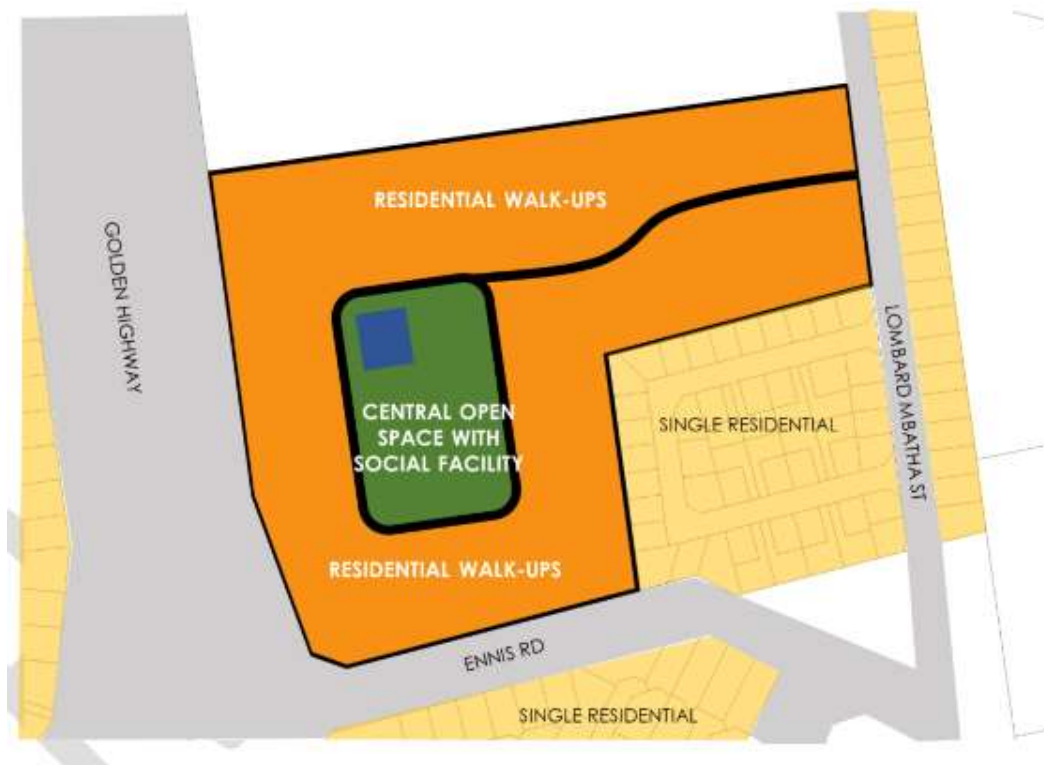 RESIDENTIAL WALK-UPS
GOLDEN HIGHWAY
LOMBARD MBATHA ST
CENTRAL OPEN
SPACE WITH
SOCIAL FACILITY
SINGLE RESIDENTIAL
RESIDENTIAL WALK-UPS
ENNIS RD
SINGLE RESIDENTIAL